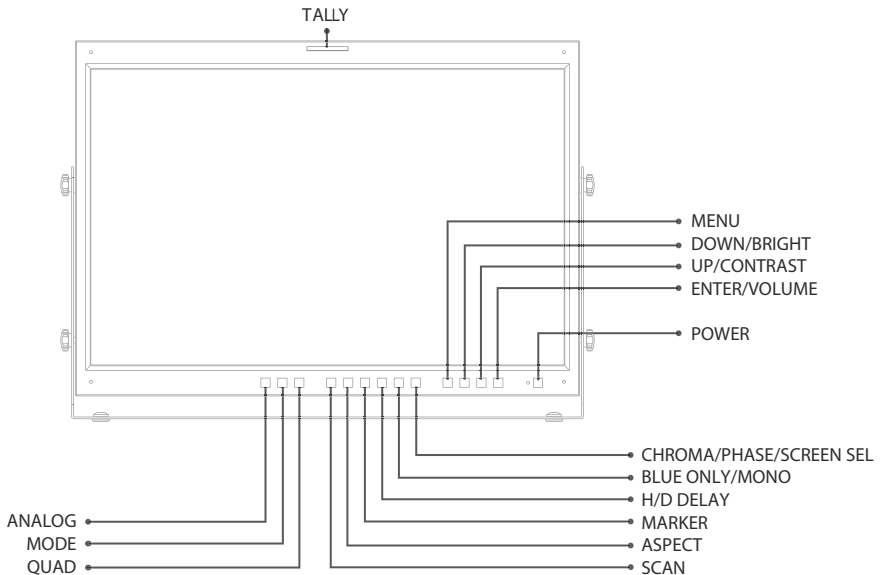 TALLY
MENU
DOWN/BRIGHT
UP/CONTRAST
ENTER/VOLUME
POWER
CHROMA/PHASE/SCREEN SEL
BLUE ONLY/MONO
H/D DELAY
MARKER
ASPECT
SCAN
ANALOG
MODE
QUAD